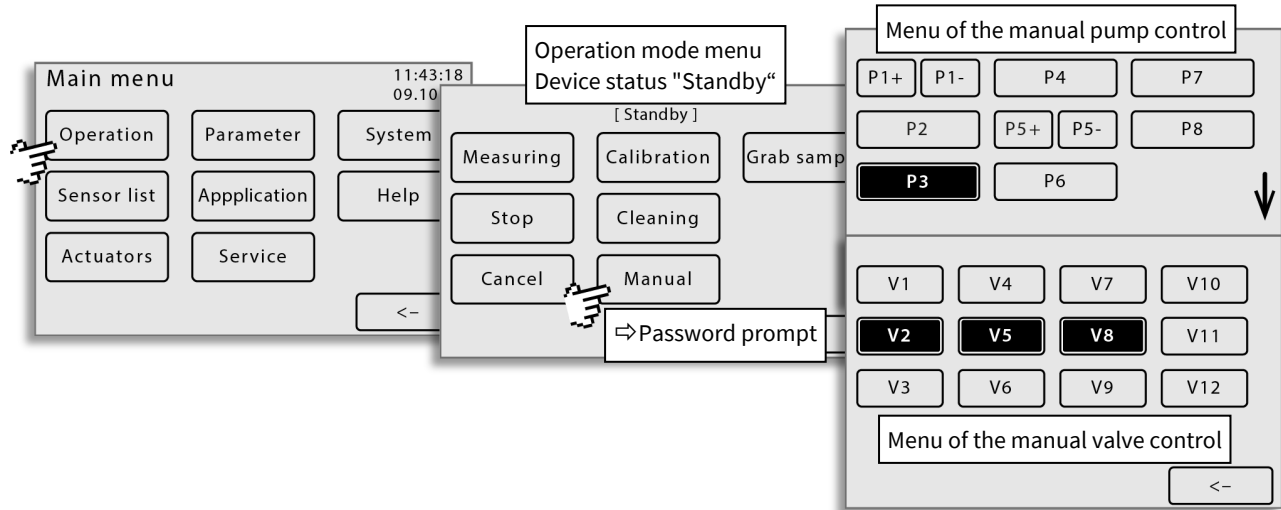 Main menu
11:43:18
09.10
Operation
Parameter
System
Sensor list
Appplication
Help
Actuators
Service
<–
Operation mode menu
Device status "Standby“
[ Standby ]
Measuring
Calibration
Grab samp
Stop
Cleaning
Cancel
Manual
⇨Password prompt
Menu of the manual pump control
P1+ P1- P4 P7
P2 P5+ P5- P8
P3 P6
V1 V4 V7 V10
V2 V5 V8 V11
V3 V6 V9 V12
Menu of the manual valve control
<–